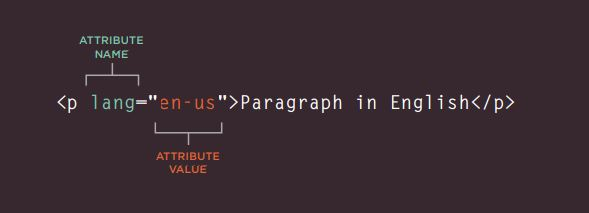 ATTRIBUTE
NAME
<p lang="en-us">Paragraph in English</p>
ATTRIBUTE
VALUE